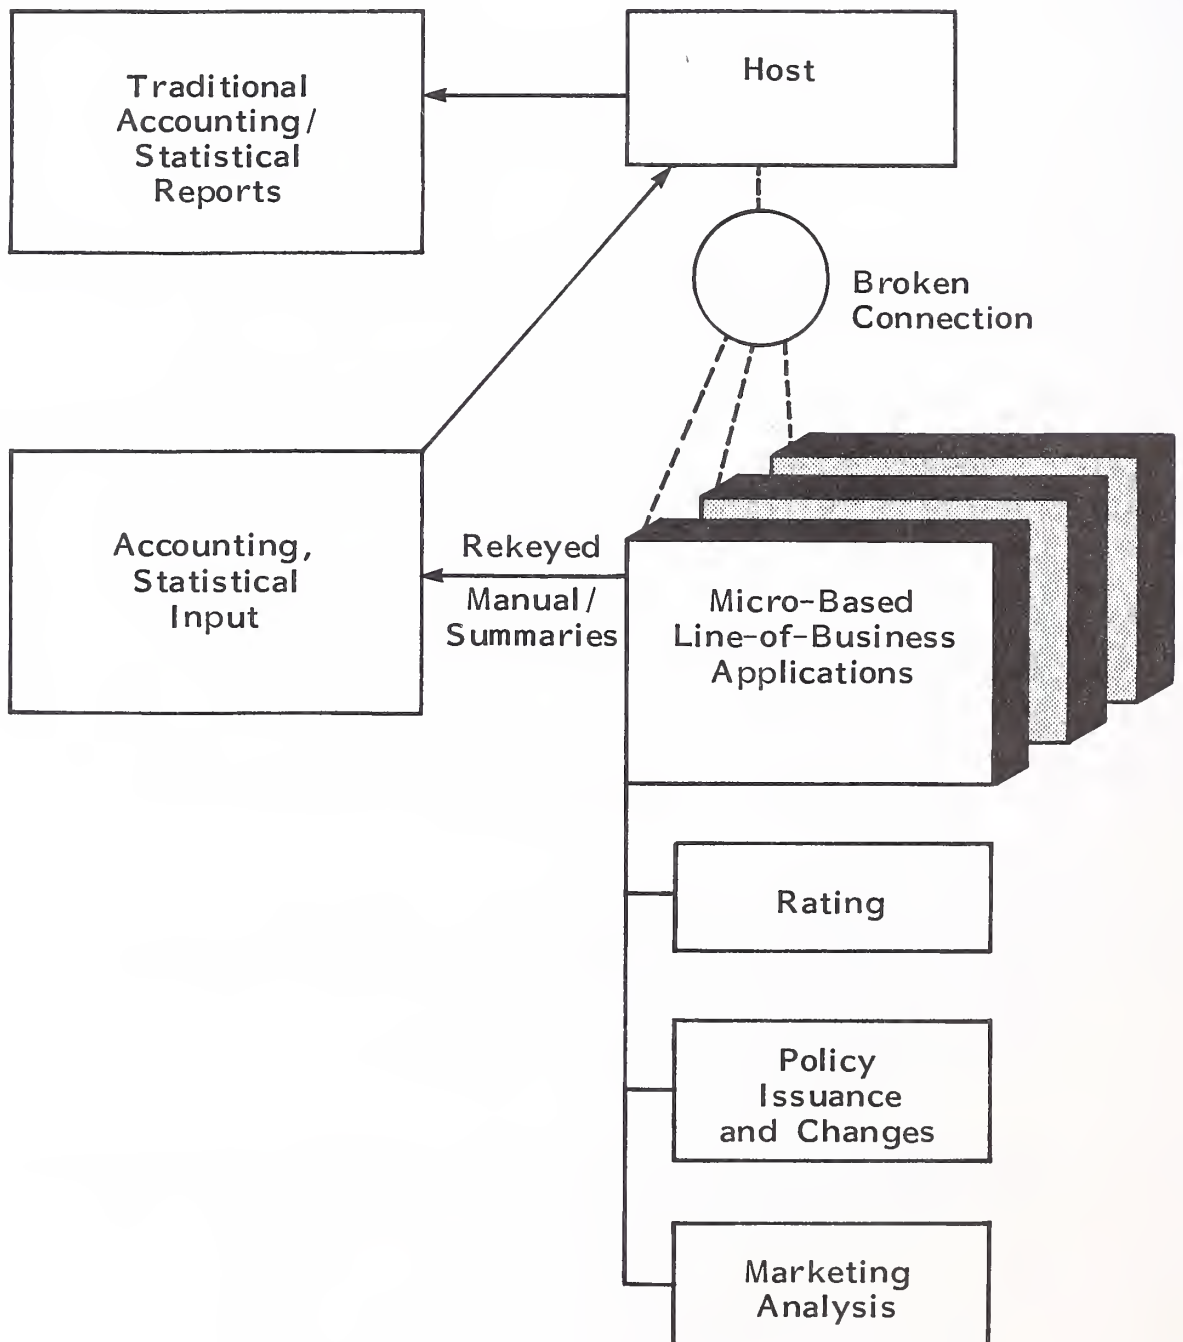 Traditional
Accounting/
Statistical
Reports
Host
Broken
Connection
Accounting,
Statistical
Input
Rekeyed
Manual/
Summaries
Micro-Based
Line-of-Business
Applications
Rating
Policy
Issuance
and Changes
Marketing
Analysis